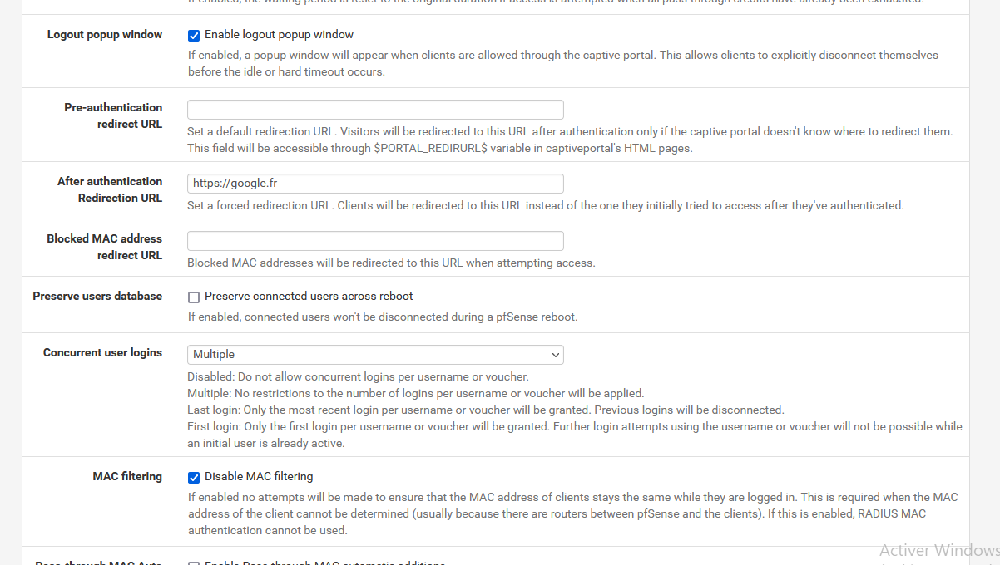 If enabled, the waiting period is reset to the original duration if access is attempted when all pass-through credits have already been exhausted.
Logout popup window
Enable logout popup window
If enabled, a popup window will appear when clients are allowed through the captive portal. This allows clients to explicitly disconnect themselves
before the idle or hard timeout occurs.
Pre-authentication
redirect URL
Set a default redirection URL. Visitors will be redirected to this URL after authentication only if the captive portal doesn't know where to redirect them.
This field will be accessible through $PORTAL_REDIRURL$ variable in captiveportal's HTML pages.
After authentication
Redirection URL
https://google.fr
Set a forced redirection URL. Clients will be redirected to this URL instead of the one they initially tried to access after they've authenticated.
Blocked MAC address
redirect URL
Blocked MAC addresses will be redirected to this URL when attempting access.
Preserve users database
Preserve connected users across reboot
If enabled, connected users won't be disconnected during a pfSense reboot.
Concurrent user logins
Multiple
Disabled: Do not allow concurrent logins per username or voucher.
Multiple: No restrictions to the number of logins per username or voucher will be applied.
Last login: Only the most recent login per username or voucher will be granted. Previous logins will be disconnected.
First login: Only the first login per username or voucher will be granted. Further login attempts using the username or voucher will not be possible while
an initial user is already active.
MAC filtering
Disable MAC filtering
If enabled no attempts will be made to ensure that the MAC address of clients stays the same while they are logged in. This is required when the MAC
address of the client cannot be determined (usually because there are routers between pfSense and the clients). If this is enabled, RADIUS MAC
authentication cannot be used.
Activer Windows
Pass-through MAC Auto
Enable Pass-through MAC automatic additions